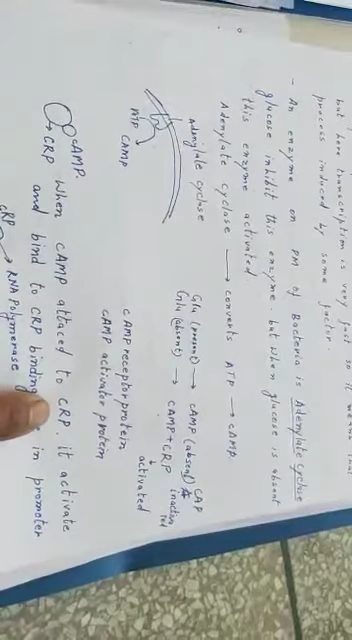 but here transcription is very fast so it means that
process induced by some factor.
- An enzyme on PM of Bacteria is Adenylate cyclase
glucose inhibit this enzyme. but when glucose is absent
this enzyme activated
Adenylate cyclase → converts ATP → cAMP.
Adenylate cyclase
ATP cAMP
Glu (present) → cAMP (absent) CAP inactivated
Glu (absent) → cAMP + CRP
↓
activated
cAMP receptor protein
cAMP activator protein
cAMP
→ CRP
When cAMP attaced to CRP. it activate
and bind to CRP binding in promoter
CRP
→ RNA Polymerase